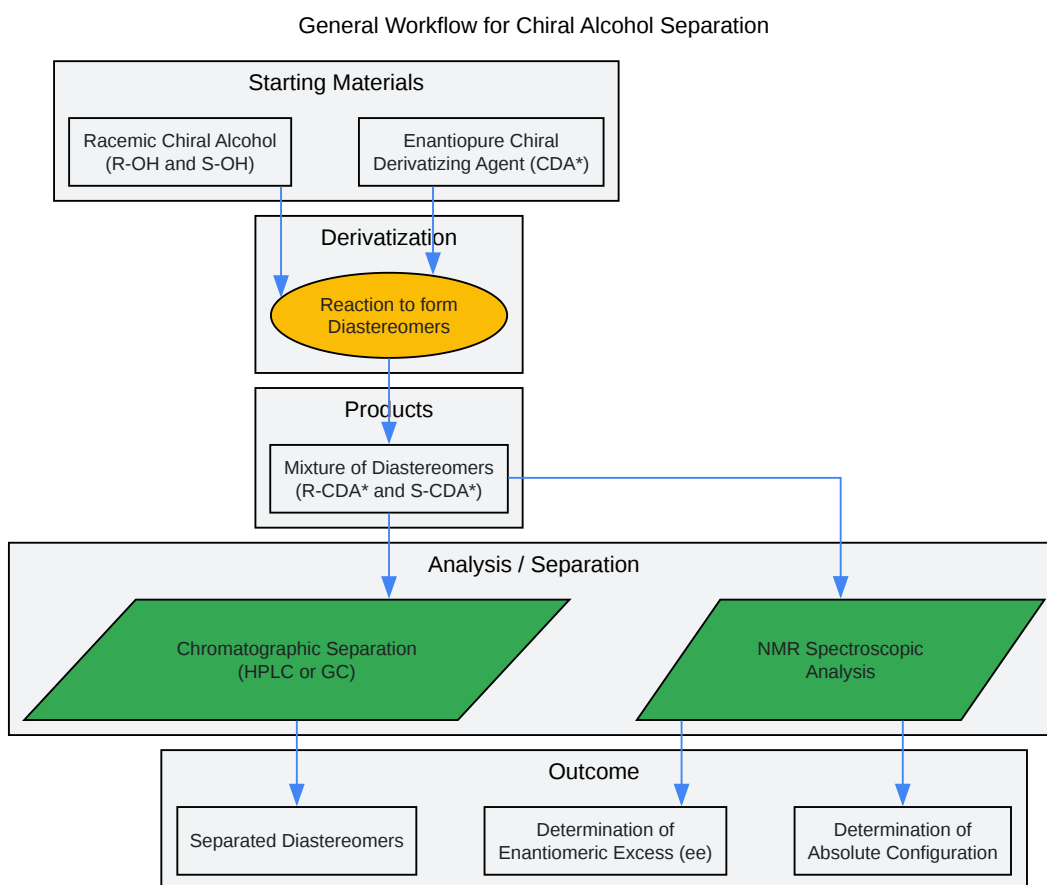 General Workflow for Chiral Alcohol Separation
Starting Materials
Racemic Chiral Alcohol
(R-OH and S-OH)
Enantiopure Chiral
Derivatizing Agent (CDA*)
Derivatization
Reaction to form
Diastereomers
Products
Mixture of Diastereomers
(R-CDA* and S-CDA*)
Analysis / Separation
Chromatographic Separation
(HPLC or GC)
NMR Spectroscopic
Analysis
Outcome
Separated Diastereomers
Determination of
Enantiomeric Excess (ee)
Determination of
Absolute Configuration